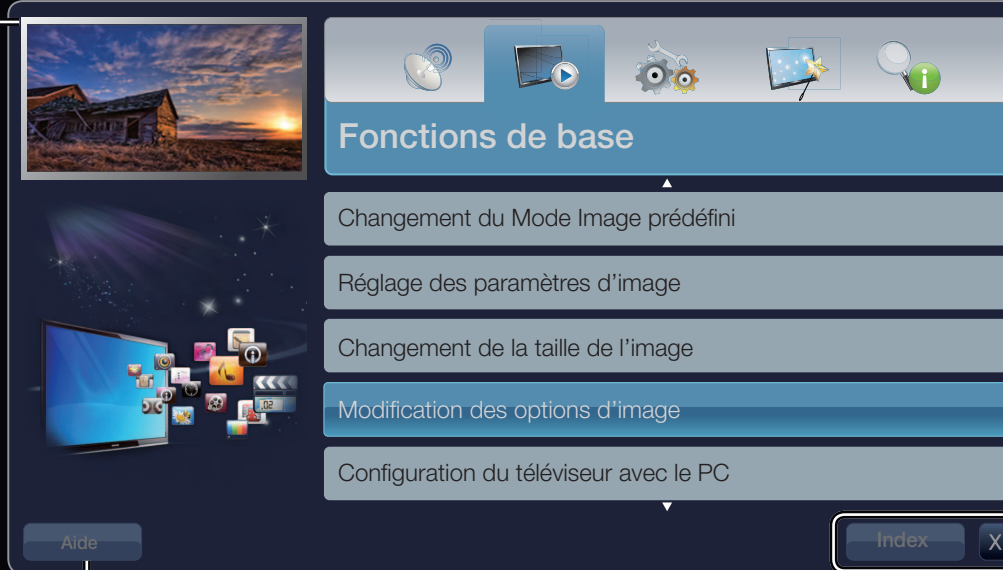 Fonctions de base
Changement du Mode Image prédéfini
Réglage des paramètres d’image
Changement de la taille de l’image
Modification des options d’image
Configuration du téléviseur avec le PC
Aide
Index
X